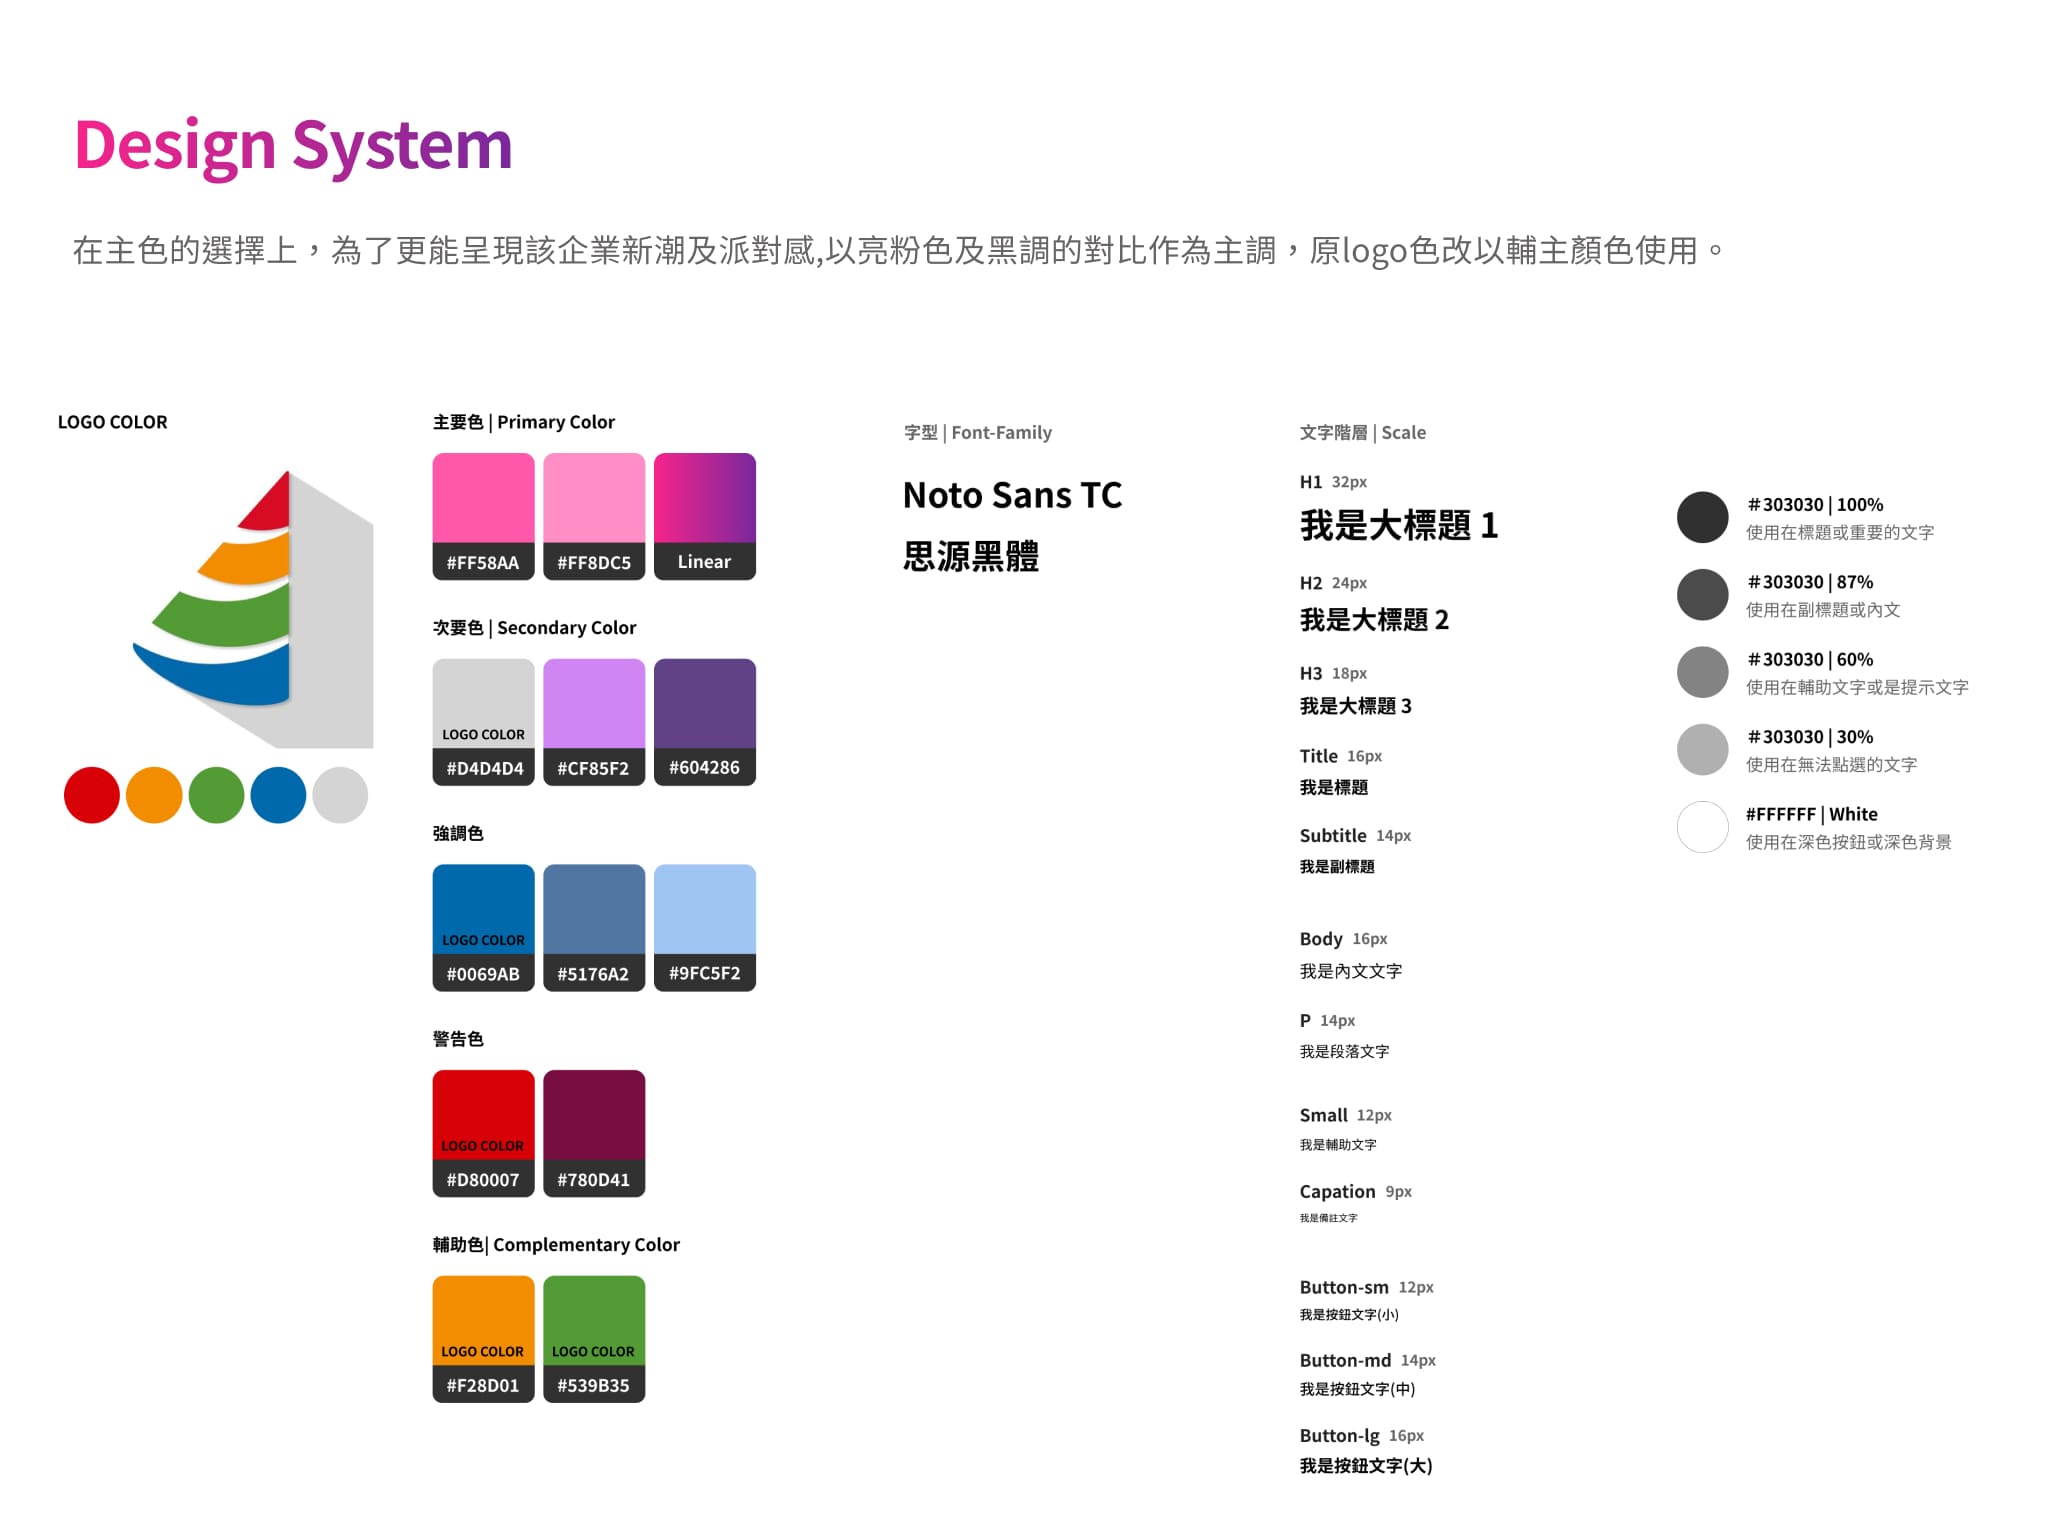 Design System
在主色的選擇上，為了更能呈現該企業新潮及派對感,以亮粉色及黑調的對比作為主調，原logo色改以輔主顏色使用。
LOGO COLOR
主要色 | Primary Color
#FF58AA
#FF8DC5
Linear
次要色 | Secondary Color
LOGO COLOR
#D4D4D4
#CF85F2
#604286
強調色
LOGO COLOR
#0069AB
#5176A2
#9FC5F2
警告色
LOGO COLOR
#D80007
#780D41
輔助色| Complementary Color
LOGO COLOR
LOGO COLOR
#F28D01
#539B35
字型 | Font-Family
Noto Sans TC
思源黑體
文字階層 | Scale
H1 32px
我是大標題 1
H2 24px
我是大標題 2
H3 18px
我是大標題 3
Title 16px
我是標題
Subtitle 14px
我是副標題
Body 16px
我是內文文字
P 14px
我是段落文字
Small 12px
我是輔助文字
Capation 9px
我是備註文字
Button-sm 12px
我是按鈕文字(小)
Button-md 14px
我是按鈕文字(中)
Button-lg 16px
我是按鈕文字(大)
＃303030 | 100%
使用在標題或重要的文字
＃303030 | 87%
使用在副標題或內文
＃303030 | 60%
使用在輔助文字或是提示文字
＃303030 | 30%
使用在無法點選的文字
#FFFFFF | White
使用在深色按鈕或深色背景